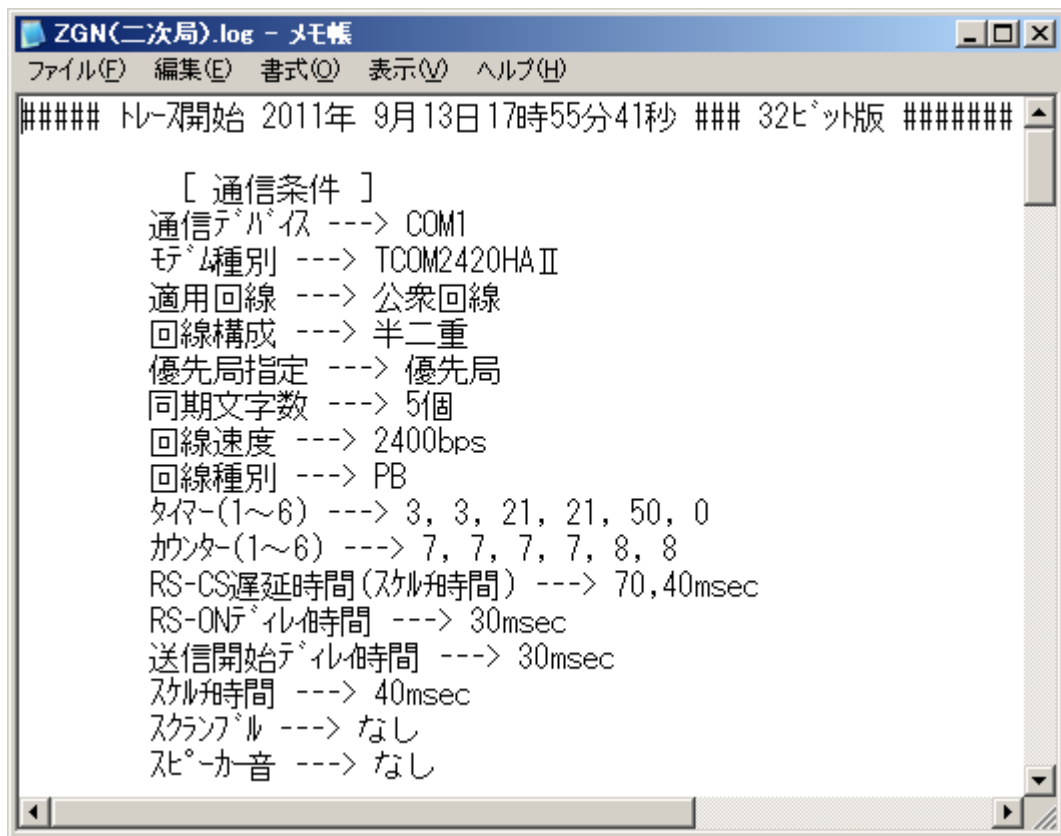 ZGN(二次局).log - メモ帳
ファイル(F) 編集(E) 書式(O) 表示(V) ヘルプ(H)
##### ﾄﾚｰｽ開始 2011年 9月13日17時55分41秒 ### 32ﾋﾞｯﾄ版 #######
[ 通信条件 ]
通信ﾃﾞﾊﾞｲｽ ---> COM1
ﾓﾃﾞﾑ種別 ---> TCOM2420HAⅡ
適用回線 ---> 公衆回線
回線構成 ---> 半二重
優先局指定 ---> 優先局
同期文字数 ---> 5個
回線速度 ---> 2400bps
回線種別 ---> PB
ﾀｲﾏｰ(1～6) ---> 3, 3, 21, 21, 50, 0
ｶｳﾝﾀｰ(1～6) ---> 7, 7, 7, 7, 8, 8
RS-CS遅延時間(ｽｹﾙﾁ時間) ---> 70,40msec
RS-ONﾃﾞｨﾚｲ時間 ---> 30msec
送信開始ﾃﾞｨﾚｲ時間 ---> 30msec
ｽｹﾙﾁ時間 ---> 40msec
ｽｸﾗﾝﾌﾞﾙ ---> なし
ｽﾋﾟｰｶｰ音 ---> なし